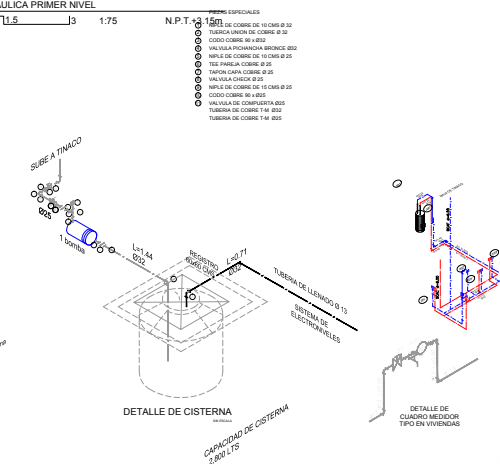 AULICA PRIMER NIVEL
1.5 3 1:75 N.P.T.+3.15m
PIEZAS ESPECIALES
NIPLE DE COBRE DE 10 CMS Ø 32
TUERCA UNION DE COBRE Ø 32
CODO COBRE 90 x Ø32
VALVULA PICHANCHA BRONCE Ø32
NIPLE DE COBRE DE 10 CMS Ø 25
TEE PAREJA COBRE Ø 25
TAPON CAPA COBRE Ø 25
VALVULA CHECK Ø 25
NIPLE DE COBRE DE 15 CMS Ø 25
CODO COBRE 90 x Ø25
VALVULA DE COMPUERTA Ø25
TUBERIA DE COBRE T-M Ø32
TUBERIA DE COBRE T-M Ø25
SUBE A TINACO
Ø25
1 bomba
L=1.44
Ø32
REGISTRO
60x60 CMS
L=0.71
Ø32
TUBERIA DE LLENADO Ø 13
SISTEMA DE
ELECTRONIVELES
DETALLE DE CISTERNA
SIN ESCALA
CAPACIDAD DE CISTERNA
2,800 LTS
DETALLE DE
CUADRO MEDIDOR
TIPO EN VIVIENDAS